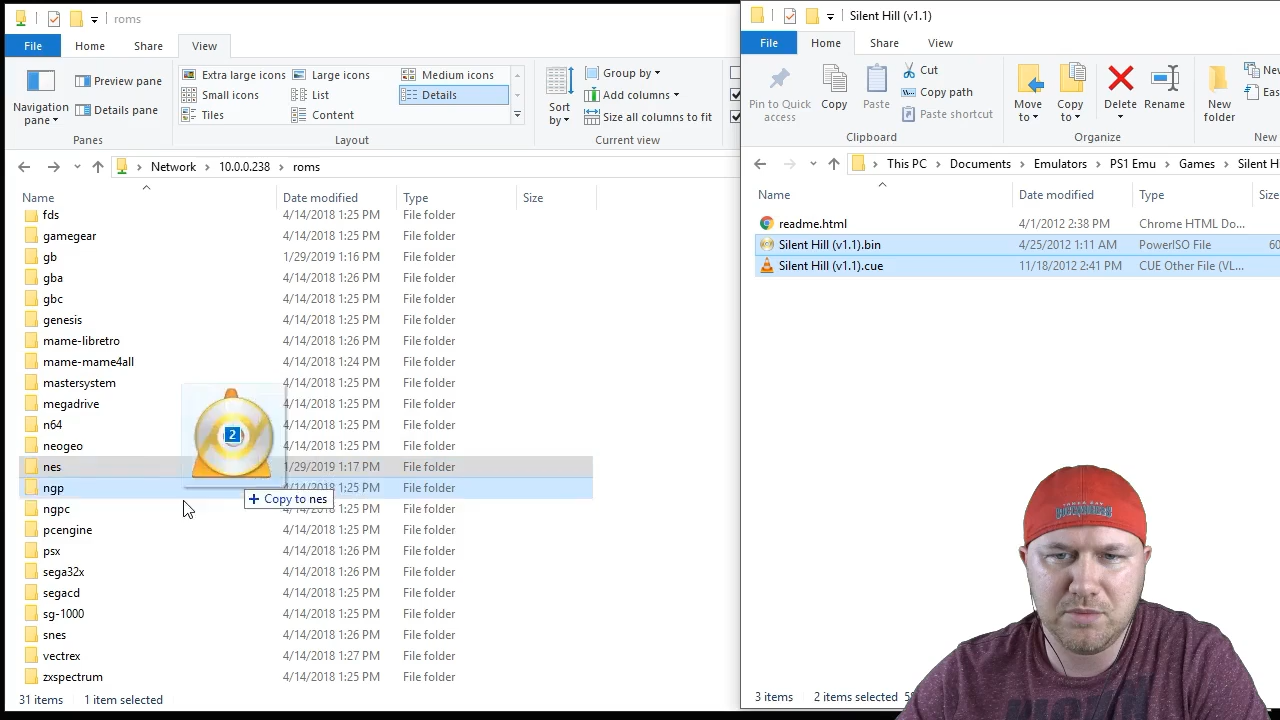 roms
File Home Share View
Navigation pane
Preview pane
Details pane
Panes
Extra large icons Large icons Medium icons
Small icons List Details
Tiles Content
Layout
Sort by
Group by
Add columns
Size all columns to fit
Current view
Network › 10.0.0.238 › roms
Name Date modified Type Size
fds 4/14/2018 1:25 PM File folder
gamegear 4/14/2018 1:25 PM File folder
gb 1/29/2019 1:16 PM File folder
gba 4/14/2018 1:26 PM File folder
gbc 4/14/2018 1:25 PM File folder
genesis 4/14/2018 1:25 PM File folder
mame-libretro 4/14/2018 1:26 PM File folder
mame-mame4all 4/14/2018 1:24 PM File folder
mastersystem 4/14/2018 1:25 PM File folder
megadrive 4/14/2018 1:25 PM File folder
n64 4/14/2018 1:25 PM File folder
neogeo 4/14/2018 1:25 PM File folder
nes 1/29/2019 1:17 PM File folder
ngp 4/14/2018 1:25 PM File folder
ngpc 4/14/2018 1:25 PM File folder
pcengine 4/14/2018 1:25 PM File folder
psx 4/14/2018 1:26 PM File folder
sega32x 4/14/2018 1:26 PM File folder
segacd 4/14/2018 1:25 PM File folder
sg-1000 4/14/2018 1:25 PM File folder
snes 4/14/2018 1:26 PM File folder
vectrex 4/14/2018 1:27 PM File folder
zxspectrum 4/14/2018 1:25 PM File folder
2
+ Copy to nes
31 items 1 item selected
Silent Hill (v1.1)
File Home Share View
Pin to Quick access
Copy
Paste
Cut
Copy path
Paste shortcut
Clipboard
Move to
Copy to
Delete
Rename
Organize
New folder
New
Eas
New
This PC › Documents › Emulators › PS1 Emu › Games › Silent H
Name Date modified Type Size
readme.html 4/1/2012 2:38 PM Chrome HTML Do...
Silent Hill (v1.1).bin 4/25/2012 1:11 AM PowerISO File 60
Silent Hill (v1.1).cue 11/18/2012 2:41 PM CUE Other File (VL...
3 items 2 items selected